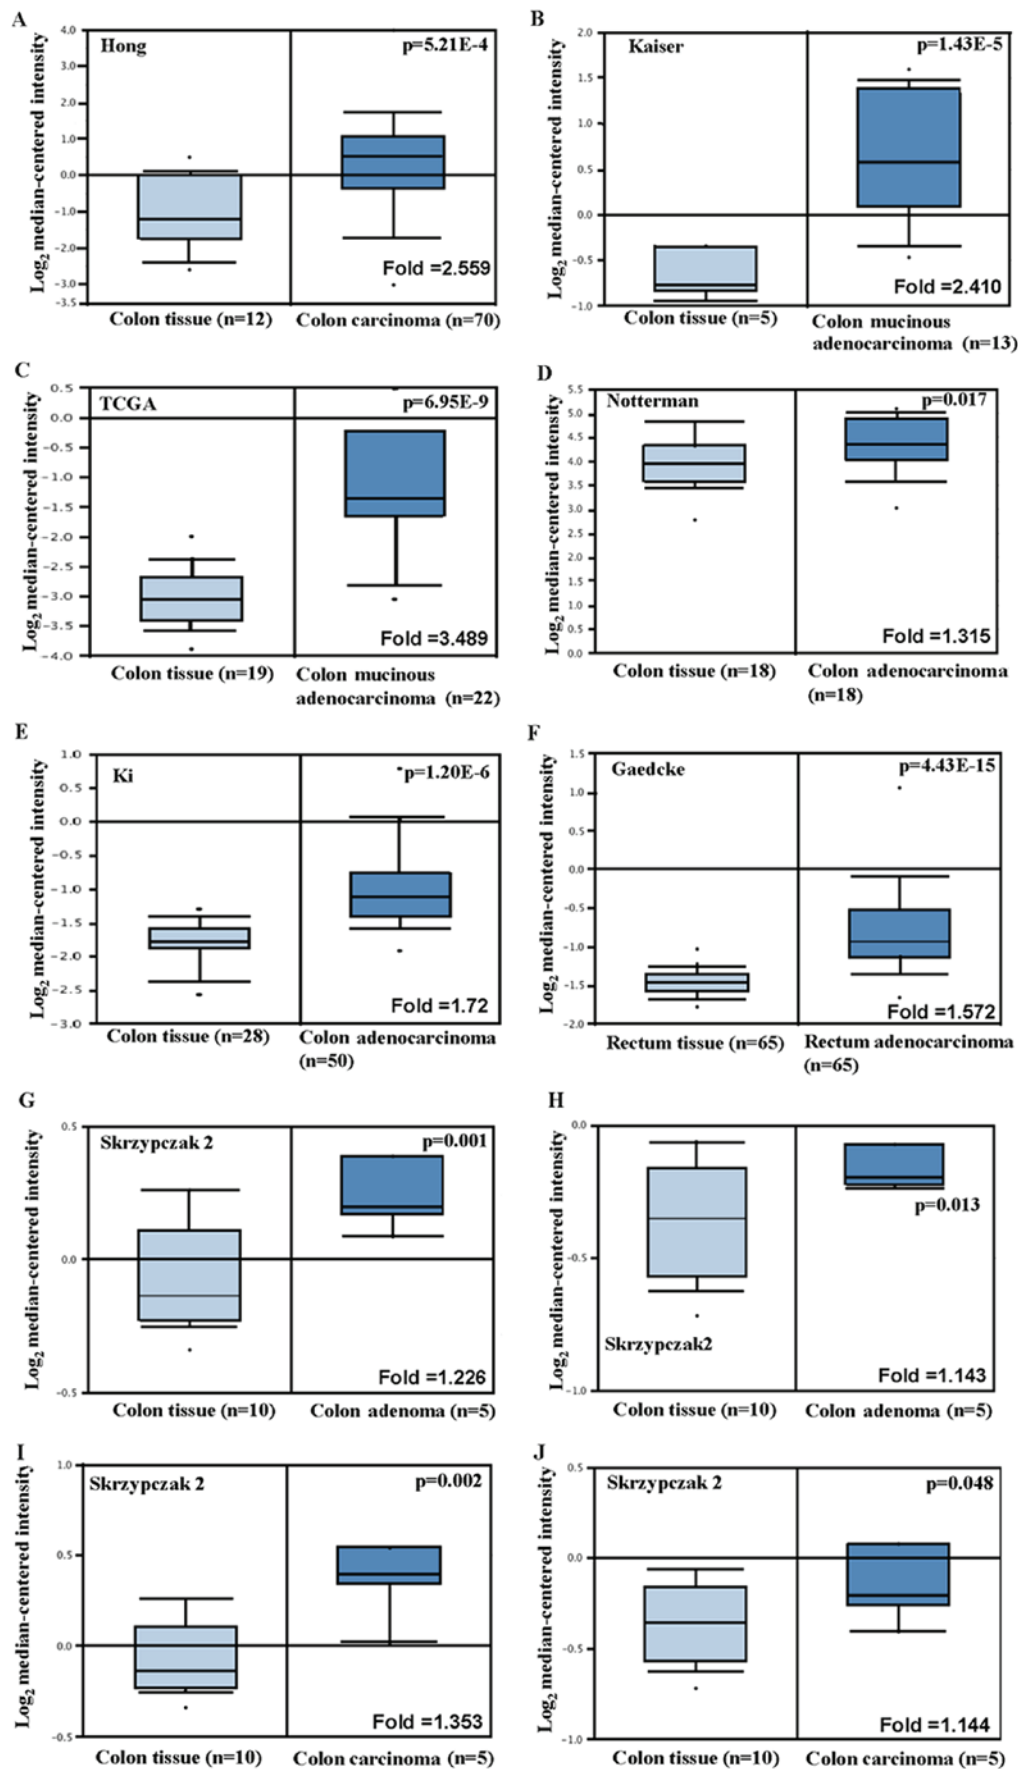 A
Hong
p=5.21E-4
Log2 median-centered intensity
4.0
3.0
2.0
1.0
0.0
-1.0
-2.0
-3.0
-3.5
Fold =2.559
Colon tissue (n=12)
Colon carcinoma (n=70)
B
Kaiser
p=1.43E-5
Log2 median-centered intensity
2.0
1.5
1.0
0.5
0.0
-0.5
-1.0
Fold =2.410
Colon tissue (n=5)
Colon mucinous
adenocarcinoma (n=13)
C
TCGA
p=6.95E-9
Log2 median-centered intensity
0.5
0.0
-0.5
-1.0
-1.5
-2.0
-2.5
-3.0
-3.5
-4.0
Fold =3.489
Colon tissue (n=19)
Colon mucinous
adenocarcinoma (n=22)
D
Notterman
p=0.017
Log2 median-centered intensity
5.5
5.0
4.5
4.0
3.5
3.0
2.5
2.0
1.5
1.0
0.5
0.0
Fold =1.315
Colon tissue (n=18)
Colon adenocarcinoma
(n=18)
E
Ki
p=1.20E-6
Log2 median-centered intensity
1.0
0.5
0.0
-0.5
-1.0
-1.5
-2.0
-2.5
-3.0
Fold =1.72
Colon tissue (n=28)
Colon adenocarcinoma
(n=50)
F
Gaedcke
p=4.43E-15
Log2 median-centered intensity
1.5
1.0
0.5
0.0
-0.5
-1.0
-1.5
-2.0
Fold =1.572
Rectum tissue (n=65)
Rectum adenocarcinoma
(n=65)
G
Skrzypczak 2
p=0.001
Log2 median-centered intensity
0.5
0.0
-0.5
Fold =1.226
Colon tissue (n=10)
Colon adenoma (n=5)
H
Log2 median-centered intensity
0.0
-0.5
-1.0
p=0.013
Skrzypczak2
Fold =1.143
Colon tissue (n=10)
Colon adenoma (n=5)
I
Skrzypczak 2
p=0.002
Log2 median-centered intensity
1.0
0.5
0.0
-0.5
Fold =1.353
Colon tissue (n=10)
Colon carcinoma (n=5)
J
Skrzypczak 2
p=0.048
Log2 median-centered intensity
0.5
0.0
-0.5
-1.0
Fold =1.144
Colon tissue (n=10)
Colon carcinoma (n=5)